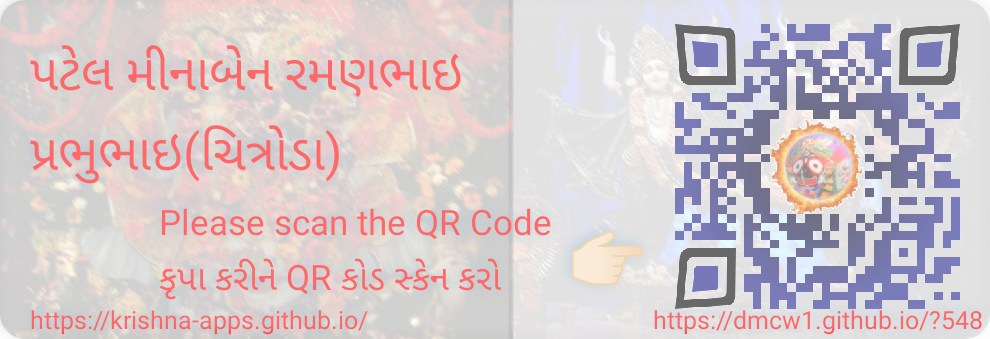 પટેલ મીનાબેન રમણભાઇ
પ્રભુભાઇ(ચિત્રોડા)
Please scan the QR Code
કૃપા કરીને QR કોડ સ્કેન કરો
https://krishna-apps.github.io/
https://dmcw1.github.io/?548